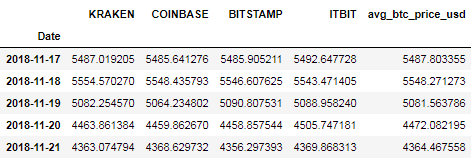 KRAKEN COINBASE BITSTAMP ITBIT avg_btc_price_usd
Date
2018-11-17 5487.019205 5485.641276 5485.905211 5492.647728 5487.803355
2018-11-18 5554.570270 5548.435793 5546.607625 5543.471405 5548.271273
2018-11-19 5082.254570 5064.234802 5090.807531 5088.958240 5081.563786
2018-11-20 4463.861384 4459.862670 4458.857544 4505.747181 4472.082195
2018-11-21 4363.074794 4368.629732 4356.297393 4369.868313 4364.467558